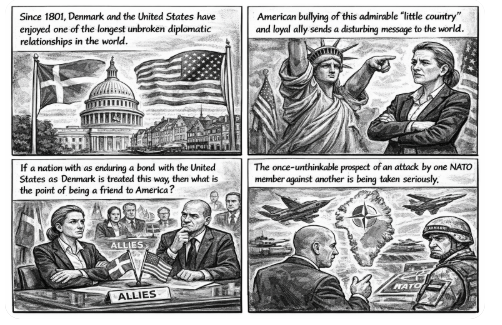 Since 1801, Denmark and the United States have
enjoyed one of the longest unbroken diplomatic
relationships in the world.
American bullying of this admirable “little country”
and loyal ally sends a disturbing message to the world.
If a nation with as enduring a bond with the United
States as Denmark is treated this way, then what is
the point of being a friend to America?
ALLIES
ALLIES
The once-unthinkable prospect of an attack by one NATO
member against another is being taken seriously.
NATO